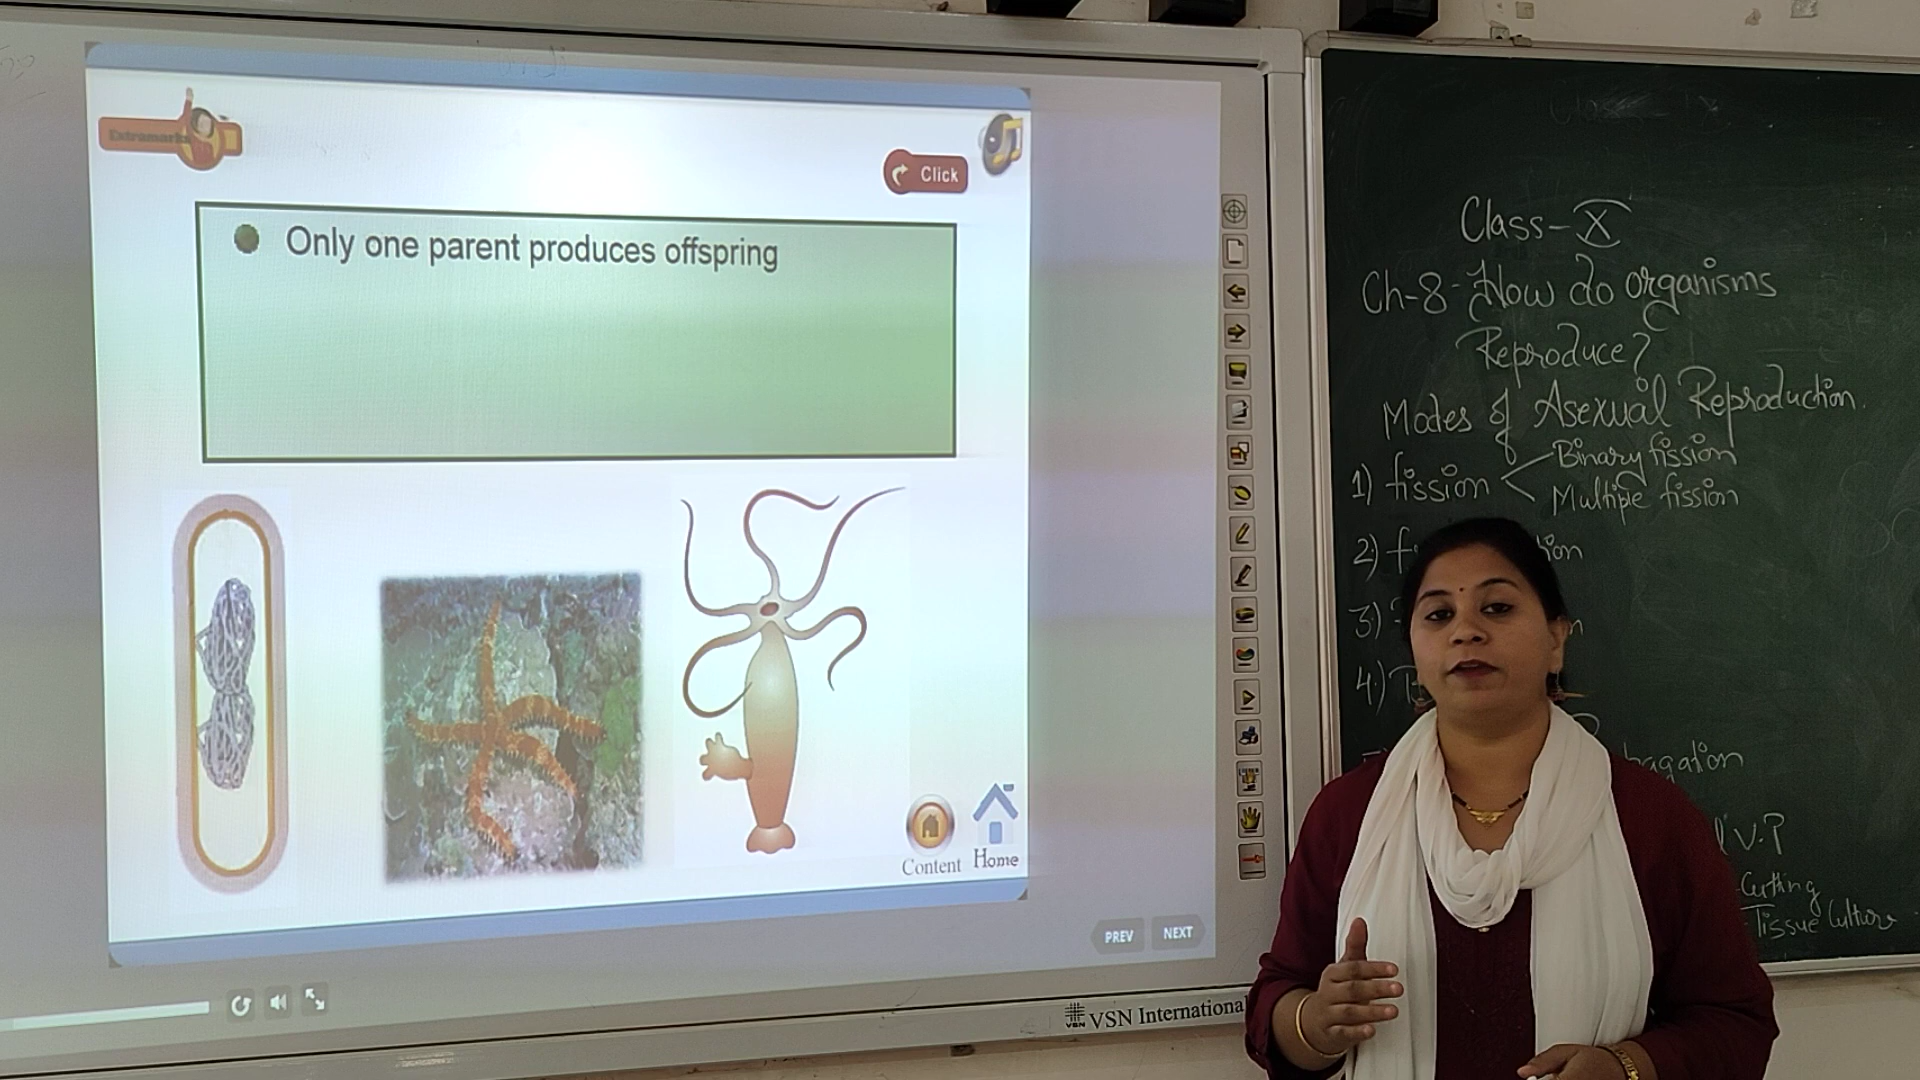 Extramarks
Click
Only one parent produces offspring
Content
Home
PREV
NEXT
VSN International
Class-X
Ch-8-How do organisms
Reproduce?
Modes of Asexual Reproduction.
1) fission
Binary fission
Multiple fission
2)
3)
4)
Cutting
Tissue Culture